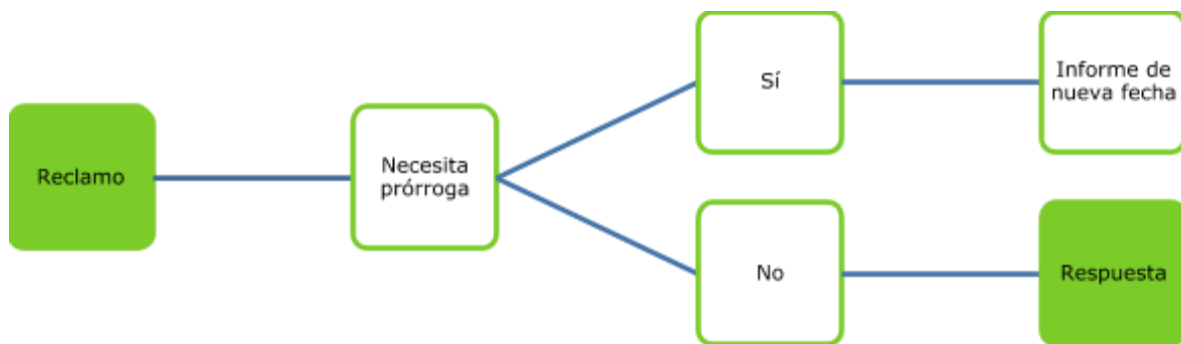 Reclamo
Necesita
prórroga
Sí
Informe de
nueva fecha
No
Respuesta